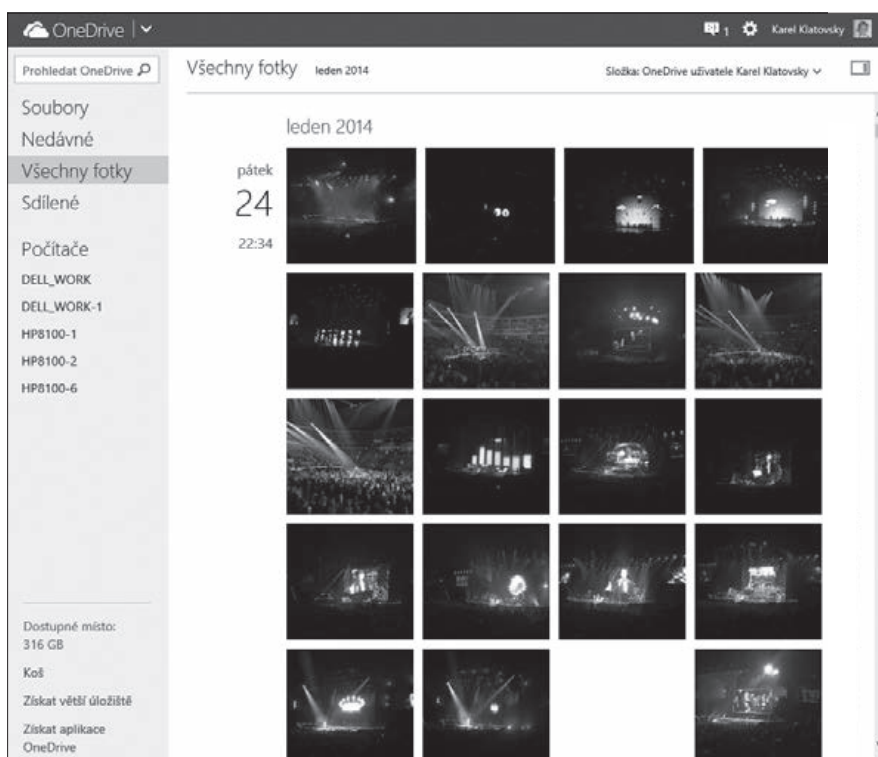 OneDrive
1
Karel Klatovsky
Prohledat OneDrive
Všechny fotky
leden 2014
Složka: OneDrive uživatele Karel Klatovsky
Soubory
Nedávné
Všechny fotky
Sdílené
Počítače
DELL_WORK
DELL_WORK-1
HP8100-1
HP8100-2
HP8100-6
Dostupné místo:
316 GB
Koš
Získat větší úložiště
Získat aplikace
OneDrive
leden 2014
pátek
24
22:34